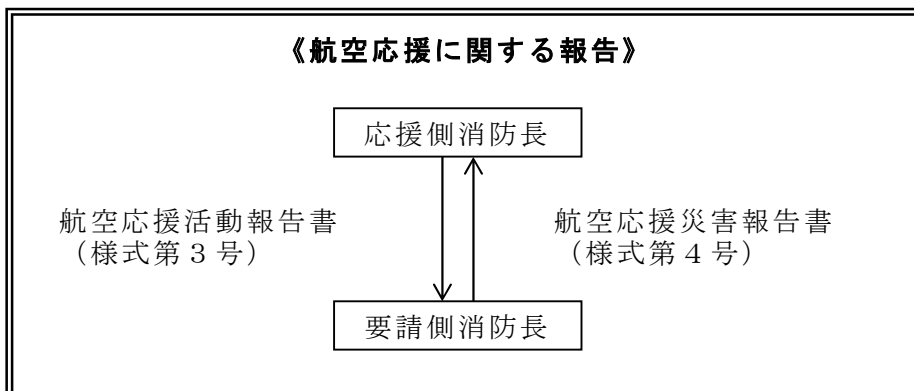 《航空応援に関する報告》
応援側消防長
航空応援活動報告書
(様式第3号)
航空応援災害報告書
(様式第4号)
要請側消防長